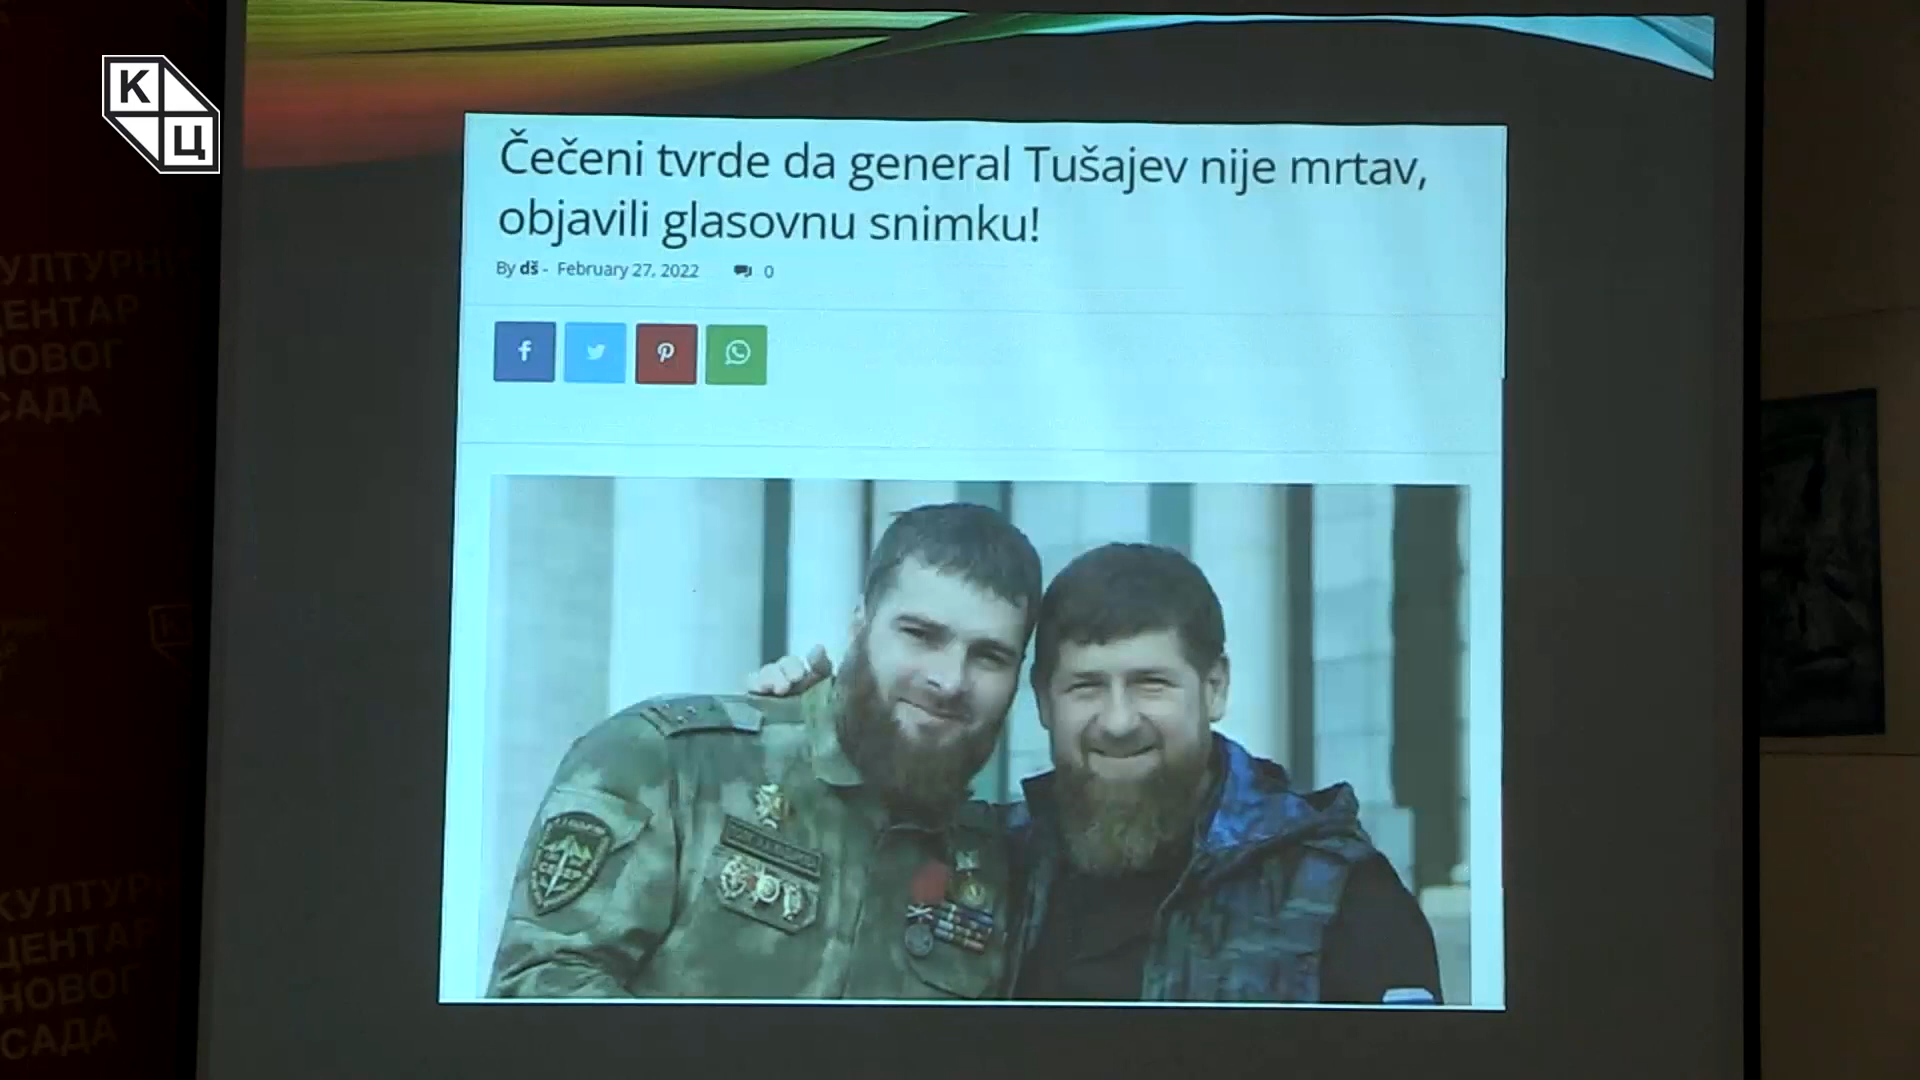 К
Ц
Čečeni tvrde da general Tušajev nije mrtav,
objavili glasovnu snimku!
By dš - February 27, 2022 0
КУЛТУРНИ
ЦЕНТАР
НОВОГ
САДА
КУЛТУРНИ
ЦЕНТАР
НОВОГ
САДА